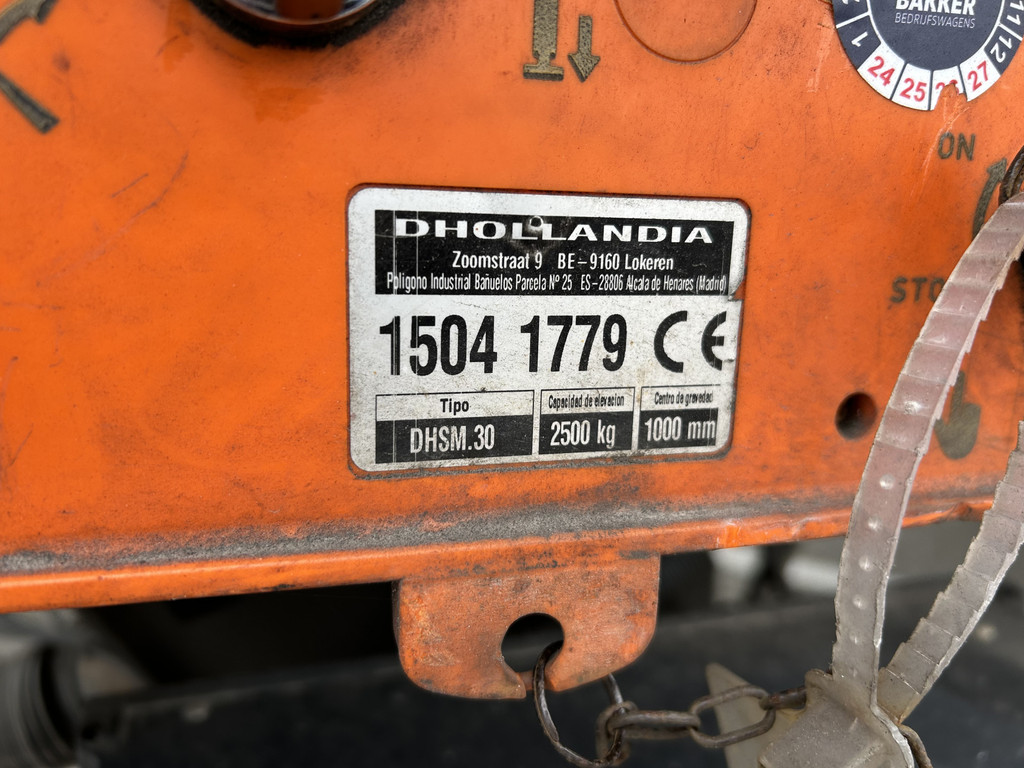 BAKKER
BEDRIJFSWAGENS
1
11
12
24
25
27
ON
DHOLLANDIA
Zoomstraat 9 BE-9160 Lokeren
Poligono Industrial Bañuelos Parcela Nº 25 ES-28806 Alcala de Henares (Madrid)
1504 1779 CE
Tipo
Capacidad de elevacion
Centro de gravedad
DHSM.30
2500 kg
1000 mm